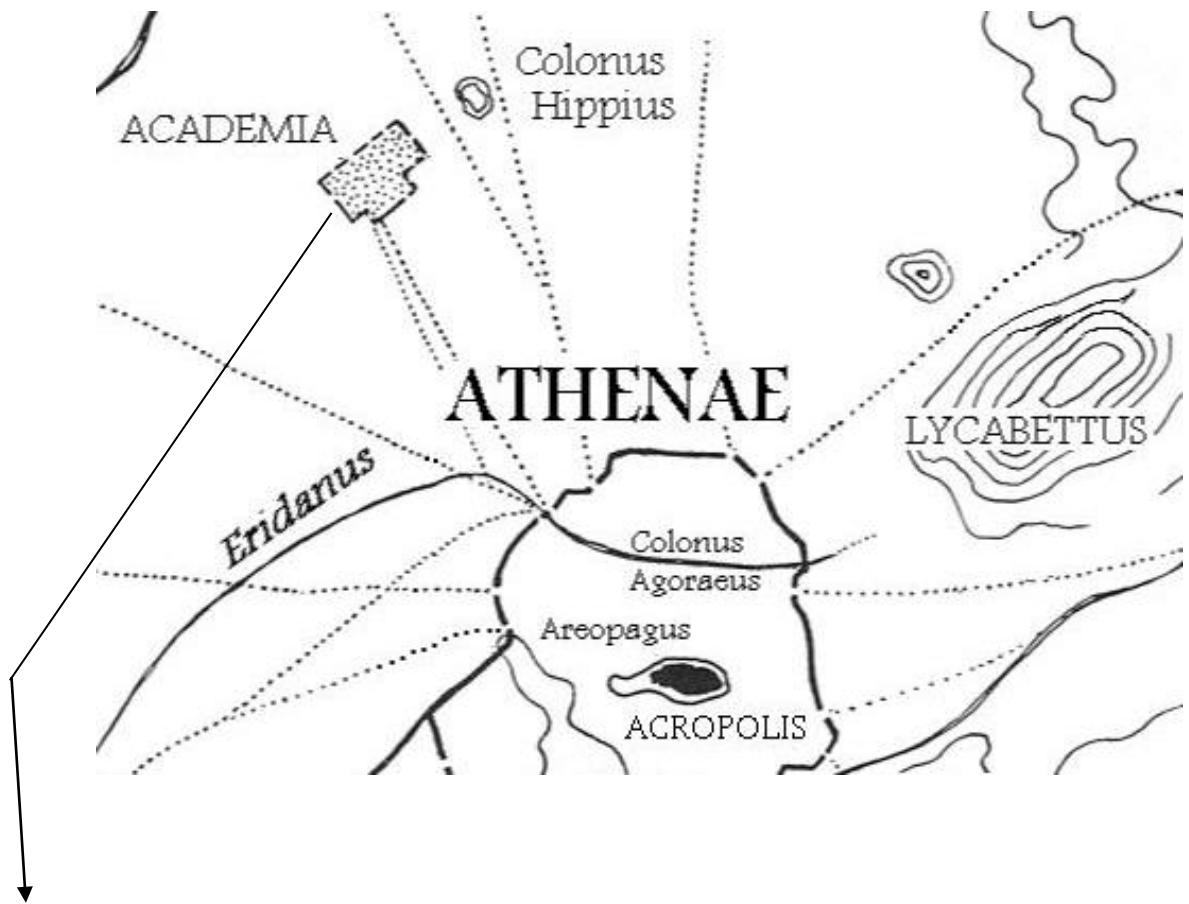 Colonus
Hippius
ACADEMIA
ATHENAE
LYCABETTUS
Eridanus
Colonus
Agoraeus
Areopagus
ACROPOLIS